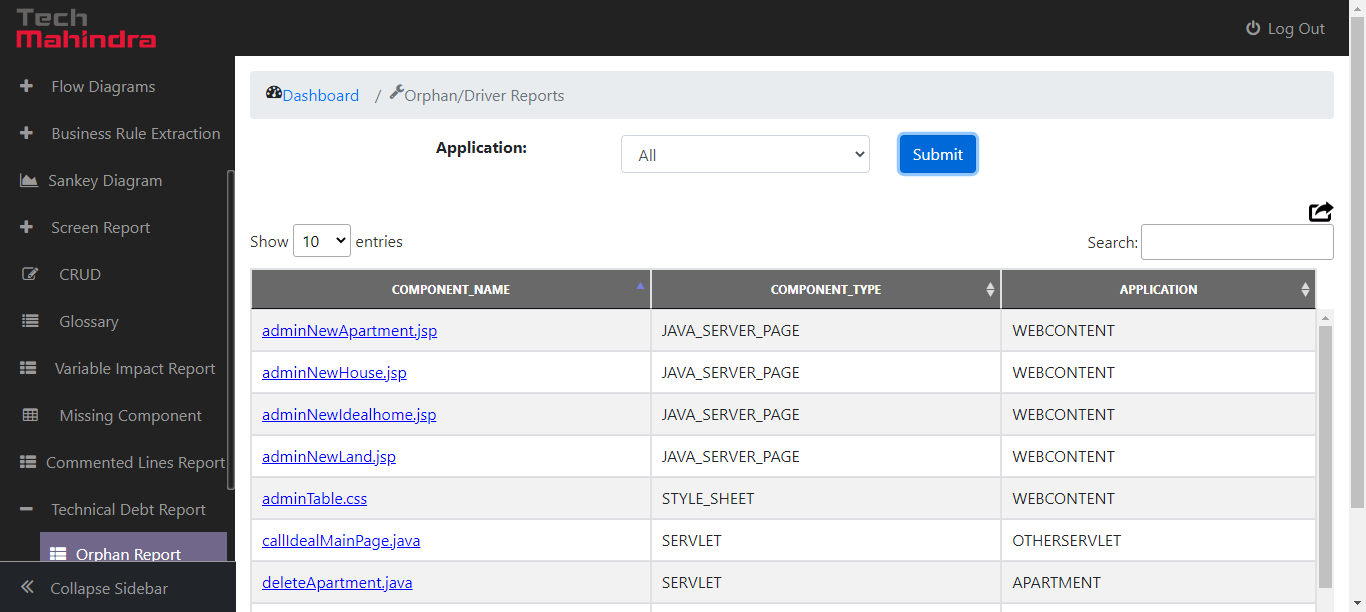 Tech
Mahindra
Log Out
Flow Diagrams
Business Rule Extraction
Sankey Diagram
Screen Report
CRUD
Glossary
Variable Impact Report
Missing Component
Commented Lines Report
Technical Debt Report
Orphan Report
Collapse Sidebar
Dashboard / Orphan/Driver Reports
Application: All Submit
Show 10 entries Search:
COMPONENT_NAME COMPONENT_TYPE APPLICATION
adminNewApartment.jsp JAVA_SERVER_PAGE WEBCONTENT
adminNewHouse.jsp JAVA_SERVER_PAGE WEBCONTENT
adminNewIdealhome.jsp JAVA_SERVER_PAGE WEBCONTENT
adminNewLand.jsp JAVA_SERVER_PAGE WEBCONTENT
adminTable.css STYLE_SHEET WEBCONTENT
callIdealMainPage.java SERVLET OTHERSERVLET
deleteApartment.java SERVLET APARTMENT